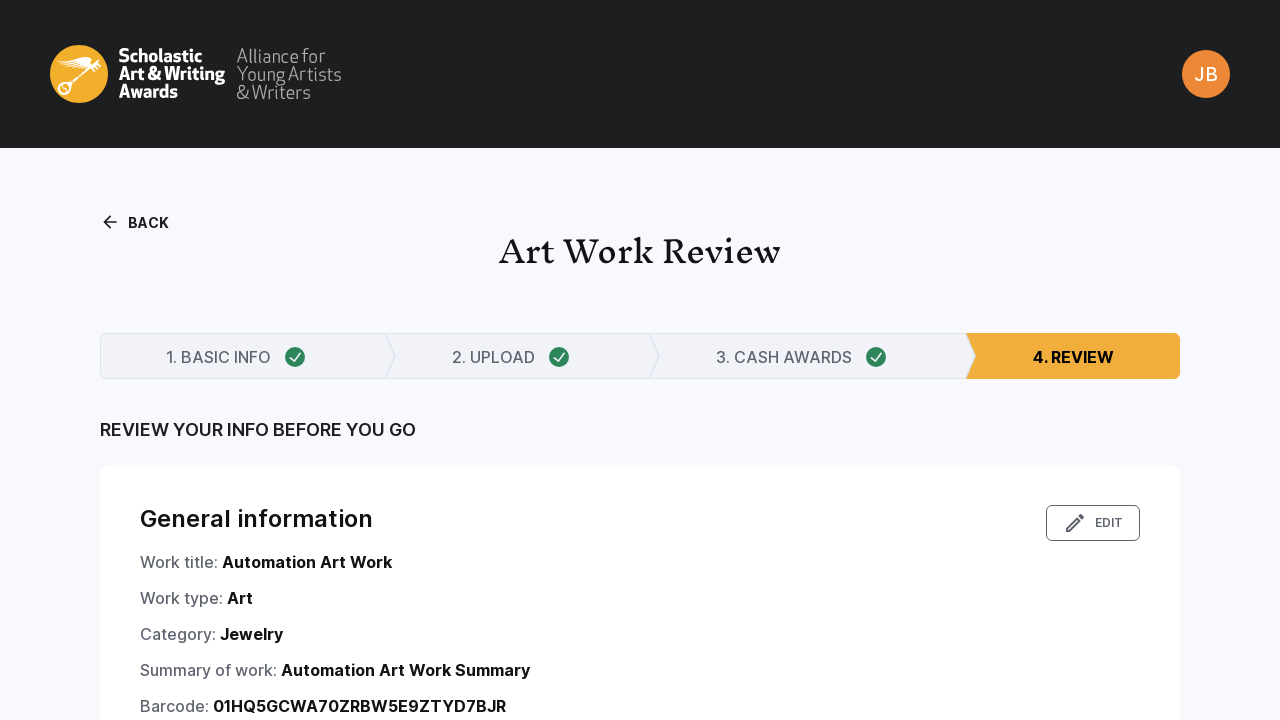 Scholastic
Art & Writing
Awards
Alliance for
Young Artists
& Writers
JB
BACK
Art Work Review
1. BASIC INFO
2. UPLOAD
3. CASH AWARDS
4. REVIEW
REVIEW YOUR INFO BEFORE YOU GO
General information
EDIT
Work title: Automation Art Work
Work type: Art
Category: Jewelry
Summary of work: Automation Art Work Summary
Barcode: 01HQ5GCWA70ZRBW5E9ZTYD7BJR